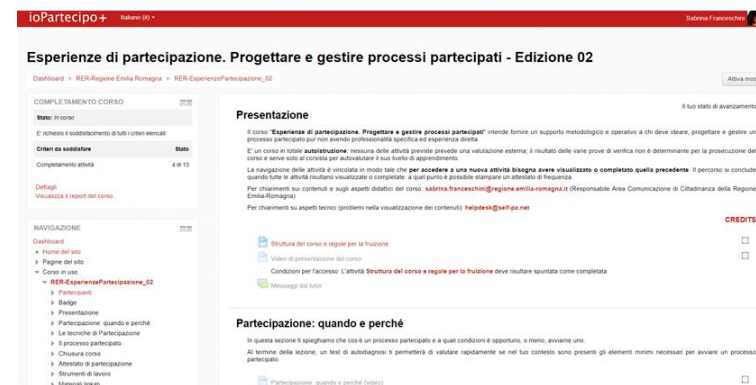 ioPartecipo+ Italiano (it)
Sabrina Franceschini
Esperienze di partecipazione. Progettare e gestire processi partecipati - Edizione 02
Dashboard RER-Regione Emilia Romagna RER-EsperienzePartecipazione_02
Attiva mod
COMPLETAMENTO CORSO
Stato: In corso
E' richiesto il soddisfacimento di tutti i criteri elencati:
Criteri da soddisfare Stato
Completamento attività 4 di 13
Dettagli
Visualizza il report del corso
NAVIGAZIONE
Dashboard
Home del sito
Pagine del sito
Corso in uso
RER-EsperienzePartecipazione_02
Partecipanti
Badge
Presentazione
Partecipazione: quando e perché
Le tecniche di Partecipazione
Il processo partecipato
Chiusura corso
Attestato di partecipazione
Strumenti di lavoro
Materiali linkati
Il tuo stato di avanzamento
Presentazione
Il corso "Esperienze di partecipazione. Progettare e gestire processi partecipati" intende fornire un supporto metodologico e operativo a chi deve ideare, progettare e gestire un
processo partecipato pur non avendo professionalità specifica ed esperienza diretta.
E' un corso in totale autoistruzione: nessuna delle attività previste prevede una valutazione esterna; il risultato delle varie prove di verifica non è determinante per la prosecuzione del
corso e serve solo al corsista per autovalutare il suo livello di apprendimento.
La navigazione delle attività è vincolata in modo tale che per accedere a una nuova attività bisogna avere visualizzato o completato quella precedente. Il percorso si conclude
quando tutte le attività risultano visualizzate o completate: a quel punto è possibile stampare un attestato di frequenza.
Per chiarimenti sui contenuti e sugli aspetti didattici del corso: sabrina.franceschini@regione.emilia-romagna.it (Responsabile Area Comunicazione di Cittadinanza della Regione
Emilia-Romagna)
Per chiarimenti su aspetti tecnici (problemi nella visualizzazione dei contenuti): helpdesk@self-pa.net
CREDITS
Struttura del corso e regole per la fruizione
Video di presentazione del corso
Condizioni per l'accesso: L'attività Struttura del corso e regole per la fruizione deve risultare spuntata come completata
Messaggi dal tutor
Partecipazione: quando e perché
In questa sezione ti spieghiamo che cos'è un processo partecipato e a quali condizioni è opportuno, o meno, avviarne uno.
Al termine della lezione, un test di autodiagnosi ti permetterà di valutare rapidamente se nel tuo contesto sono presenti gli elementi minimi necessari per avviare un processo
partecipato.
Partecipazione: quando e perché (video)